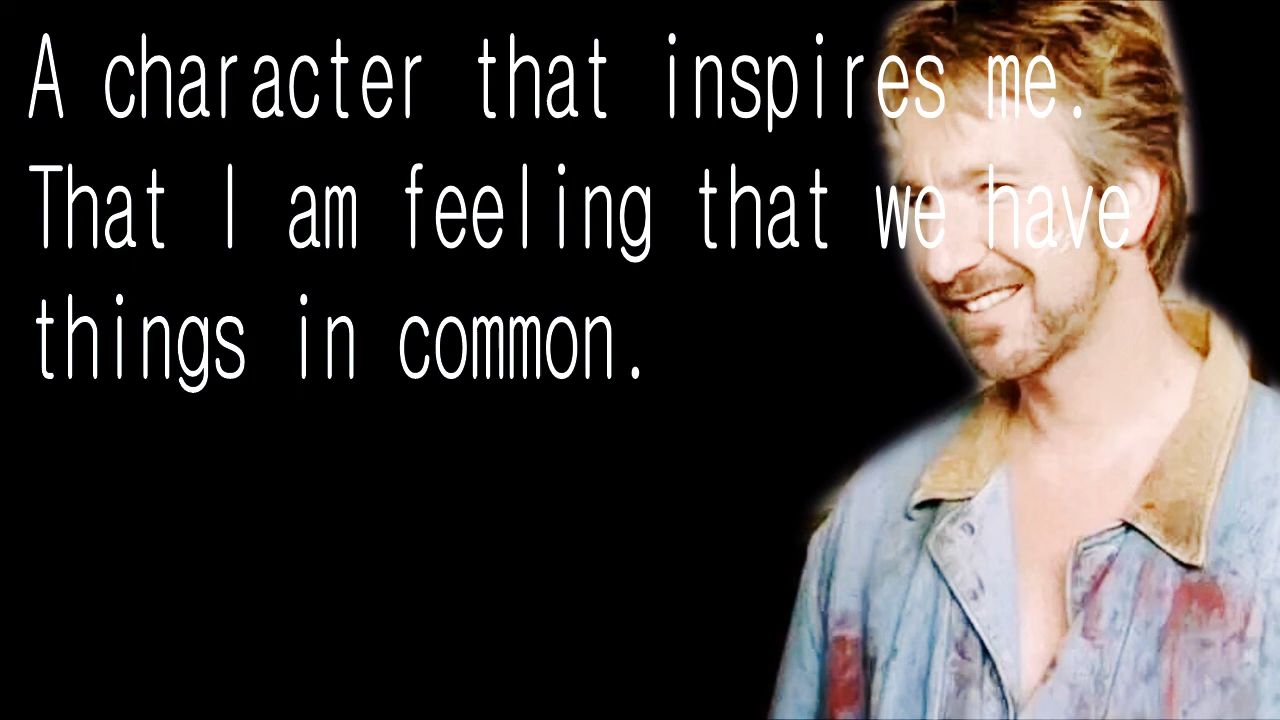 A character that inspires me.
That I am feeling that we have
things in common.